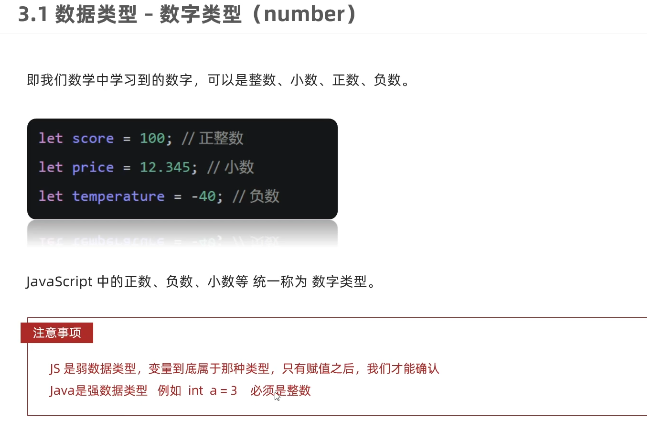 3.1 数据类型 – 数字类型（number）
即我们数学中学习到的数字，可以是整数、小数、正数、负数。
let score = 100; // 正整数
let price = 12.345; // 小数
let temperature = -40; // 负数
JavaScript 中的正数、负数、小数等 统一称为 数字类型。
注意事项
JS 是弱数据类型，变量到底属于那种类型，只有赋值之后，我们才能确认
Java是强数据类型 例如 int a = 3 必须是整数